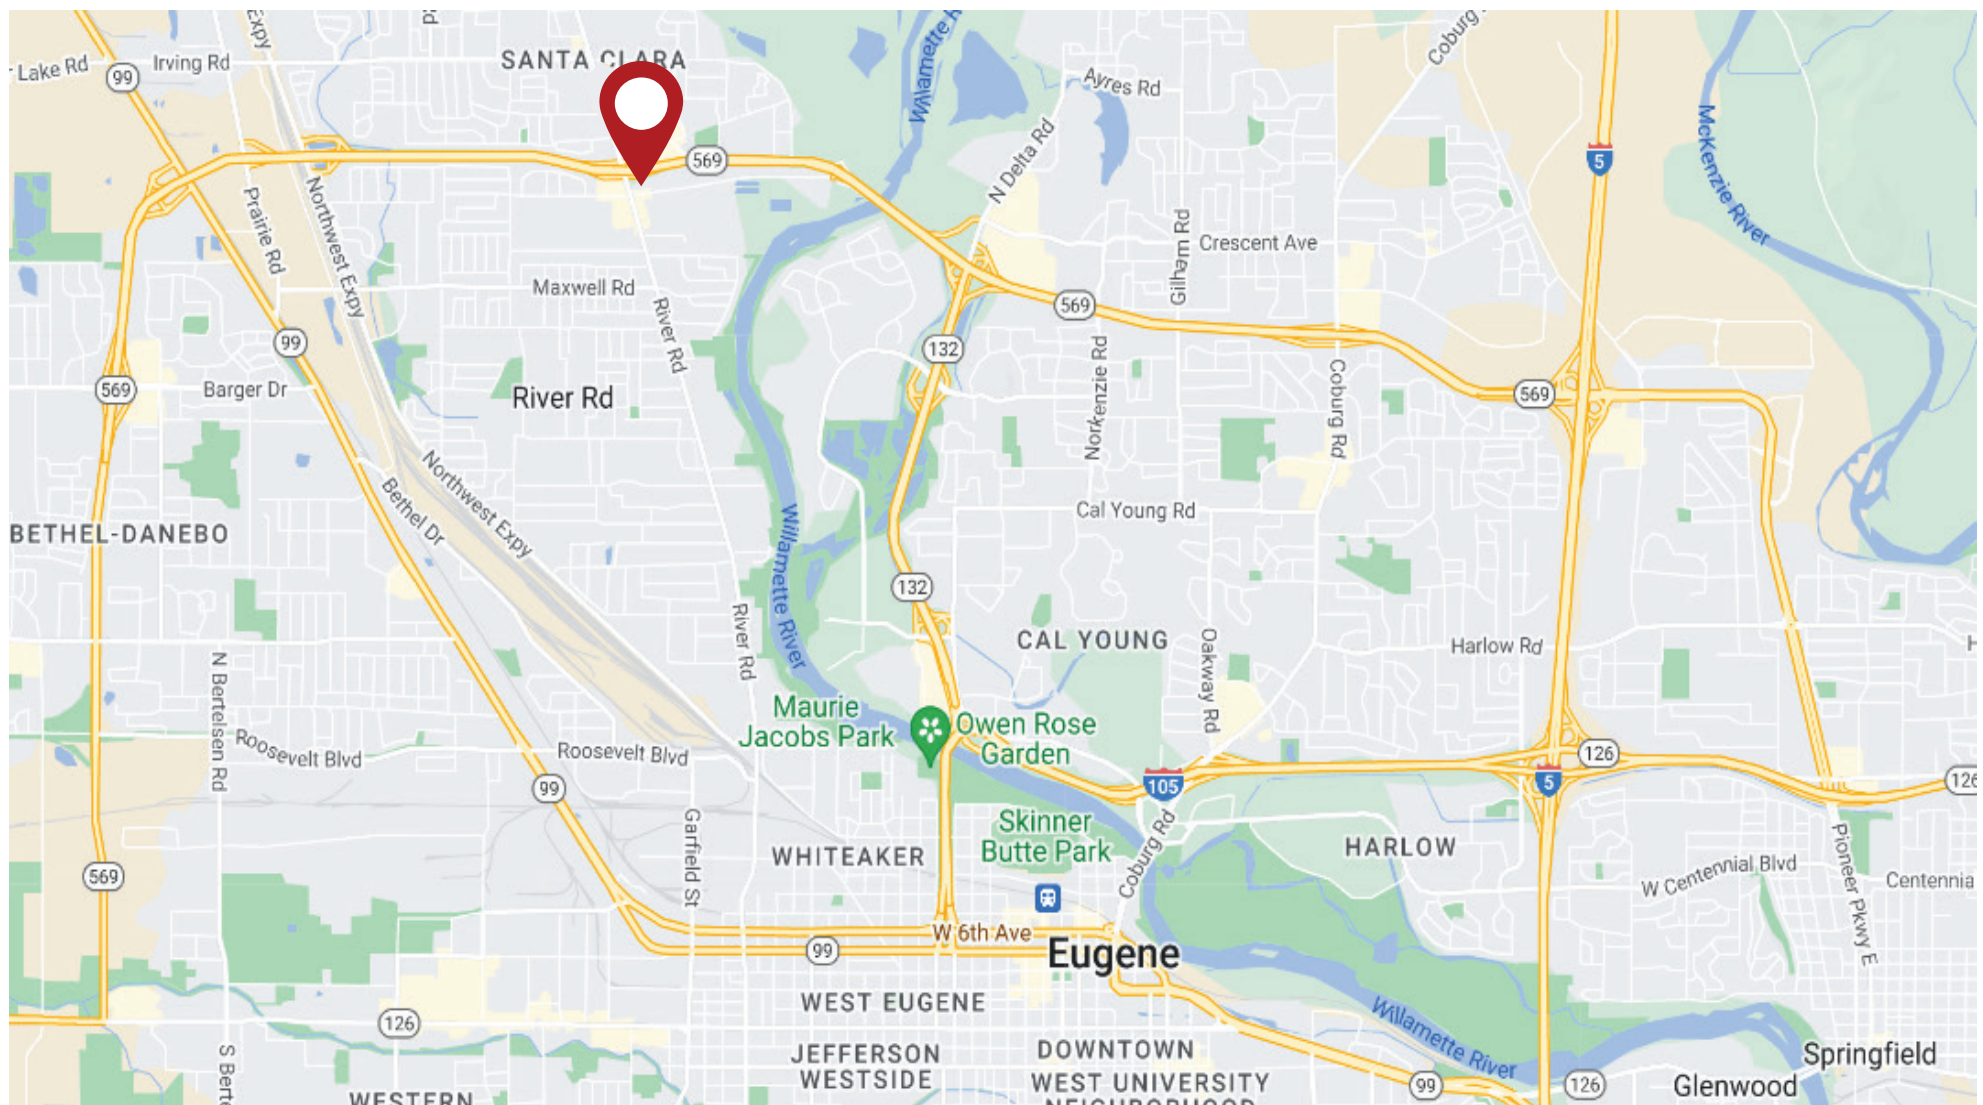 Expy
Rd
Willamette R
Coburg
SANTA CLARA
Lake Rd
Irving Rd
99
Ayres Rd
569
5
McKenzie River
N Delta Rd
Prairie Rd
Northwest Expy
Gilham Rd
Crescent Ave
Maxwell Rd
River Rd
569
99
132
Norkenzie Rd
Coburg Rd
569
Barger Dr
River Rd
569
Northwest Expy
Bethel Dr
Cal Young Rd
BETHEL-DANEBO
Willamette River
132
River Rd
CAL YOUNG
Oakway Rd
Harlow Rd
H
N Bertelsen Rd
Maurie
Jacobs Park
Owen Rose
Garden
Roosevelt Blvd
Roosevelt Blvd
126
99
105
5
126
Garfield St
Skinner
Butte Park
Coburg Rd
WHITEAKER
HARLOW
Pioneer Pkwy E
W Centennial Blvd
Centennia
569
W 6th Ave
99
Eugene
WEST EUGENE
126
Willamette River
S Berte
JEFFERSON
WESTSIDE
DOWNTOWN
WEST UNIVERSITY
NEIGHBORHOOD
99
126
Springfield
Glenwood
WESTERN